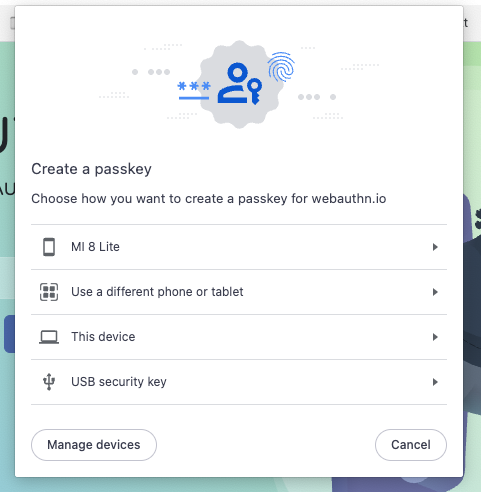 Create a passkey
Choose how you want to create a passkey for webauthn.io
MI 8 Lite
Use a different phone or tablet
This device
USB security key
Manage devices
Cancel